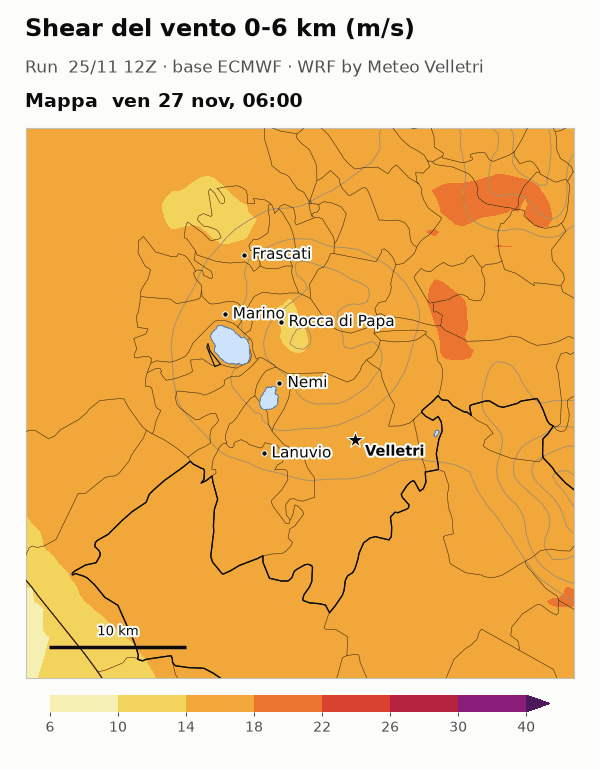 Shear del vento 0-6 km (m/s)
Run  25/11 12Z · base ECMWF · WRF by Meteo Velletri
Mappa  ven 27 nov, 06:00
Frascati
Marino
Rocca di Papa
Nemi
Velletri
Lanuvio
10 km
6 10 14 18 22 26 30 40